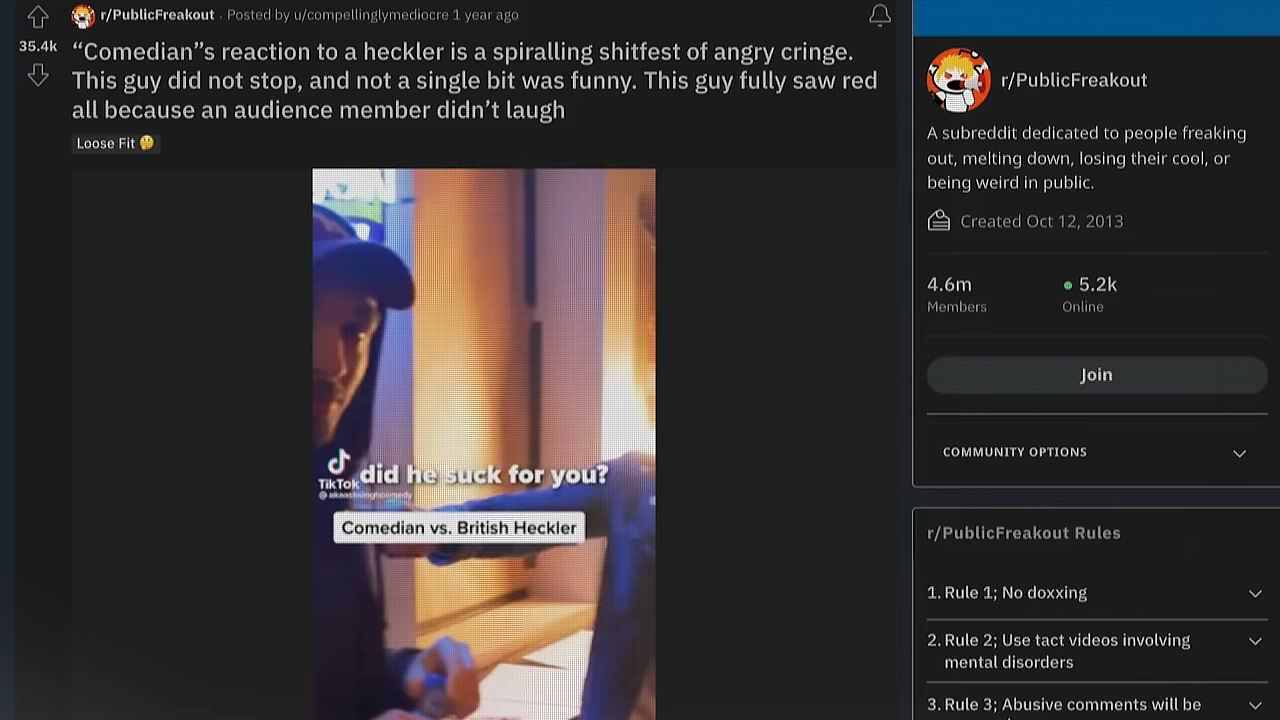 r/PublicFreakout · Posted by u/compellinglymediocre 1 year ago
35.4k
“Comedian”s reaction to a heckler is a spiralling shitfest of angry cringe.
This guy did not stop, and not a single bit was funny. This guy fully saw red
all because an audience member didn’t laugh
Loose Fit 🤔
did he suck for you?
TikTok
@akaashsinghcomedy
Comedian vs. British Heckler
r/PublicFreakout
A subreddit dedicated to people freaking
out, melting down, losing their cool, or
being weird in public.
Created Oct 12, 2013
4.6m
5.2k
Members
Online
Join
COMMUNITY OPTIONS
r/PublicFreakout Rules
1. Rule 1; No doxxing
2. Rule 2; Use tact videos involving
mental disorders
3. Rule 3; Abusive comments will be